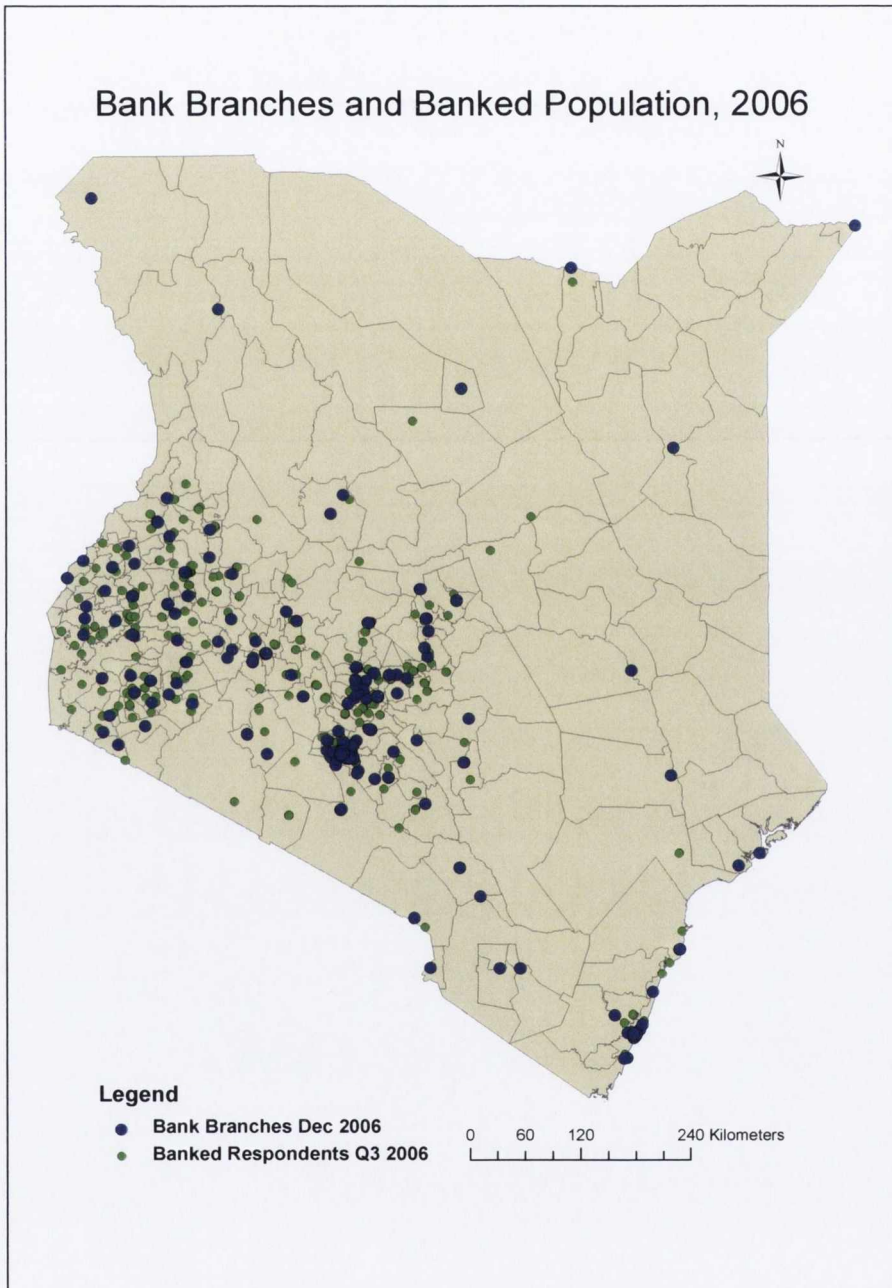 Bank Branches and Banked Population, 2006
N
Legend
Bank Branches Dec 2006
Banked Respondents Q3 2006
0 60 120 240 Kilometers